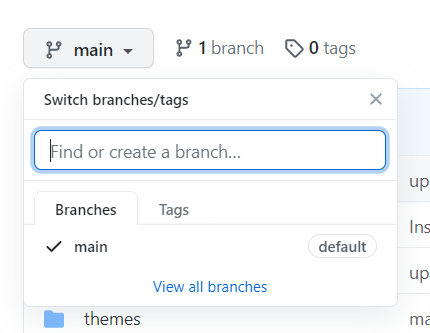 main
1 branch
0 tags
Switch branches/tags
Find or create a branch...
Branches
Tags
main
default
View all branches
up
Ins
up
themes
ma